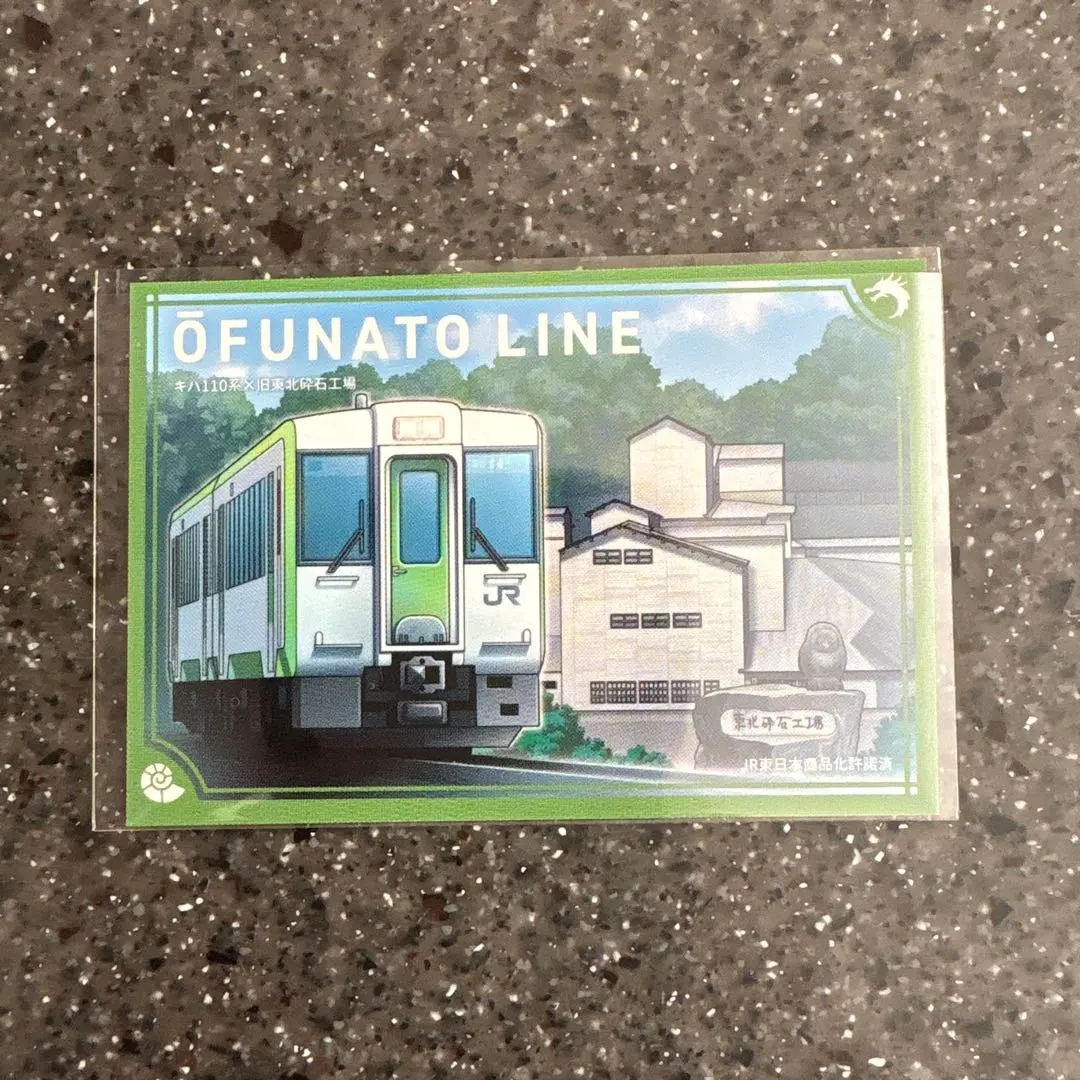 ŌFUNATO LINE
キハ110系×旧東北砕石工場
JR
東北砕石工場
JR東日本商品化許諾済